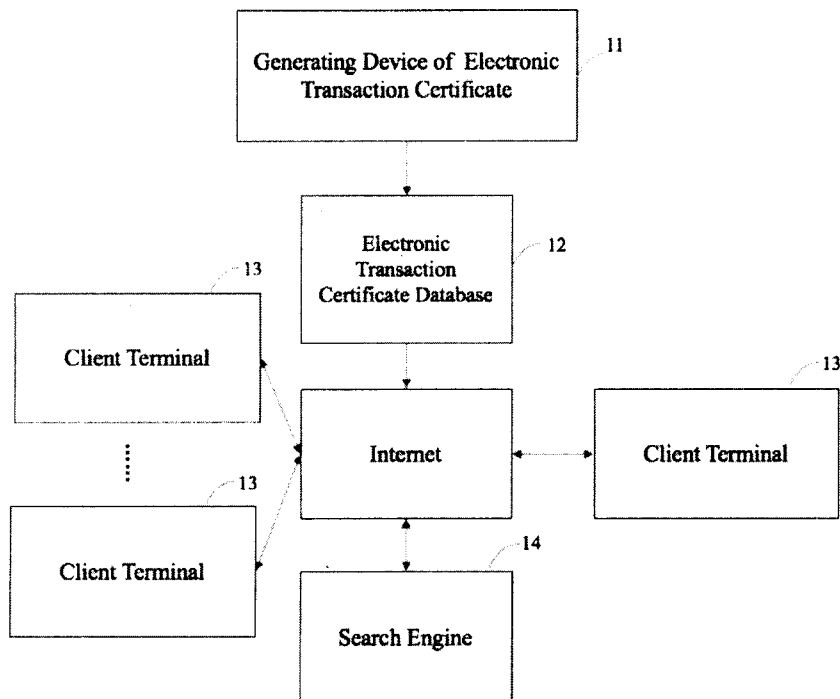 Generating Device of Electronic
Transaction Certificate
11
Electronic
Transaction
Certificate Database
12
13
Client Terminal
13
Client Terminal
Internet
13
Client Terminal
14
Search Engine